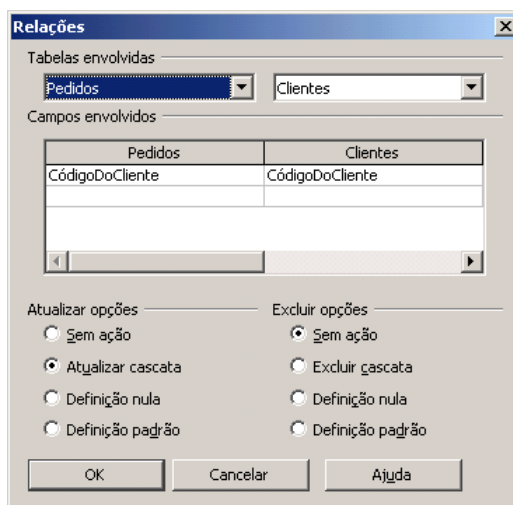 Relações
Tabelas envolvidas
Pedidos Clientes
Campos envolvidos
Pedidos Clientes
CódigoDoCliente CódigoDoCliente
Atualizar opções Excluir opções
Sem ação Sem ação
Atualizar cascata Excluir cascata
Definição nula Definição nula
Definição padrão Definição padrão
OK Cancelar Ajuda